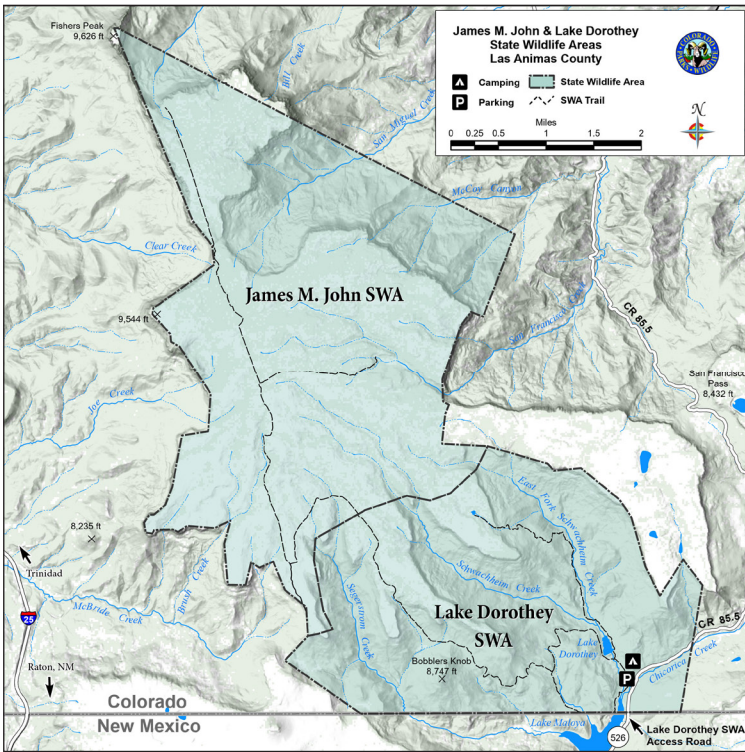 Fishers Peak
9,626 ft
James M. John & Lake Dorothey
State Wildlife Areas
Las Animas County
COLORADO
PARKS
WILDLIFE
Camping
State Wildlife Area
Parking
SWA Trail
Miles
0 0.25 0.5 1 1.5 2
N
Bill Creek
San Miguel Creek
McCoy Canyon
Clear Creek
James M. John SWA
9,544 ft
San Francisco Creek
CR 85.5
San Francisco
Pass
8,432 ft
Joe Creek
East Fork Schwachheim Creek
8,235 ft
Trinidad
25
McBride Creek
Brush Creek
Segerstrom Creek
Schwachheim Creek
Lake Dorothey
SWA
Lake
Dorothey
CR 85.5
Chicorica Creek
Bobblers Knob
8,747 ft
Raton, NM
Colorado
New Mexico
Lake Maloya
526
Lake Dorothey SWA
Access Road
P
P